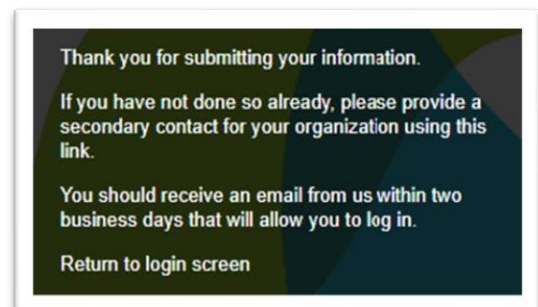 Thank you for submitting your information.
If you have not done so already, please provide a
secondary contact for your organization using this
link.
You should receive an email from us within two
business days that will allow you to log in.
Return to login screen